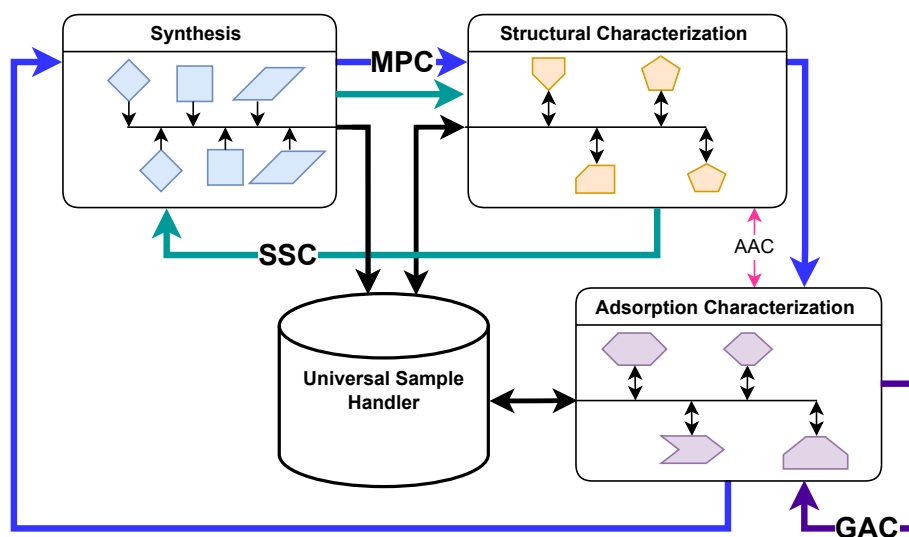 Synthesis
MPC
Structural Characterization
SSC
AAC
Adsorption Characterization
Universal Sample
Handler
GAC